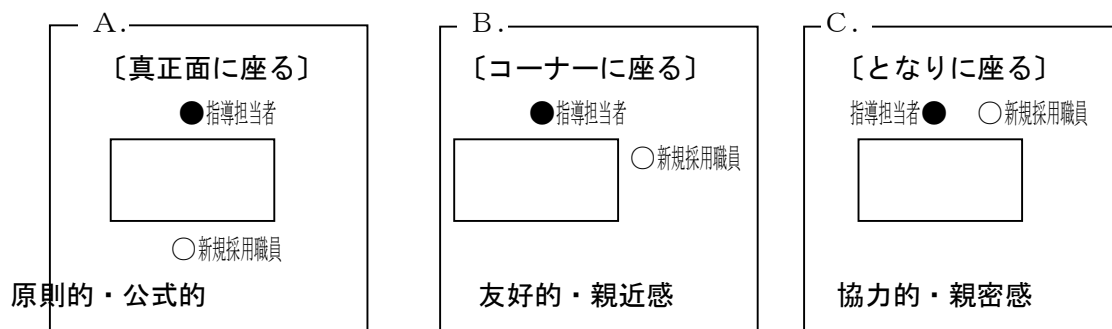 A.
〔真正面に座る〕
●指導担当者
○新規採用職員
原則的・公式的
B.
〔コーナーに座る〕
●指導担当者
○新規採用職員
友好的・親近感
C.
〔となりに座る〕
指導担当者● ○新規採用職員
協力的・親密感